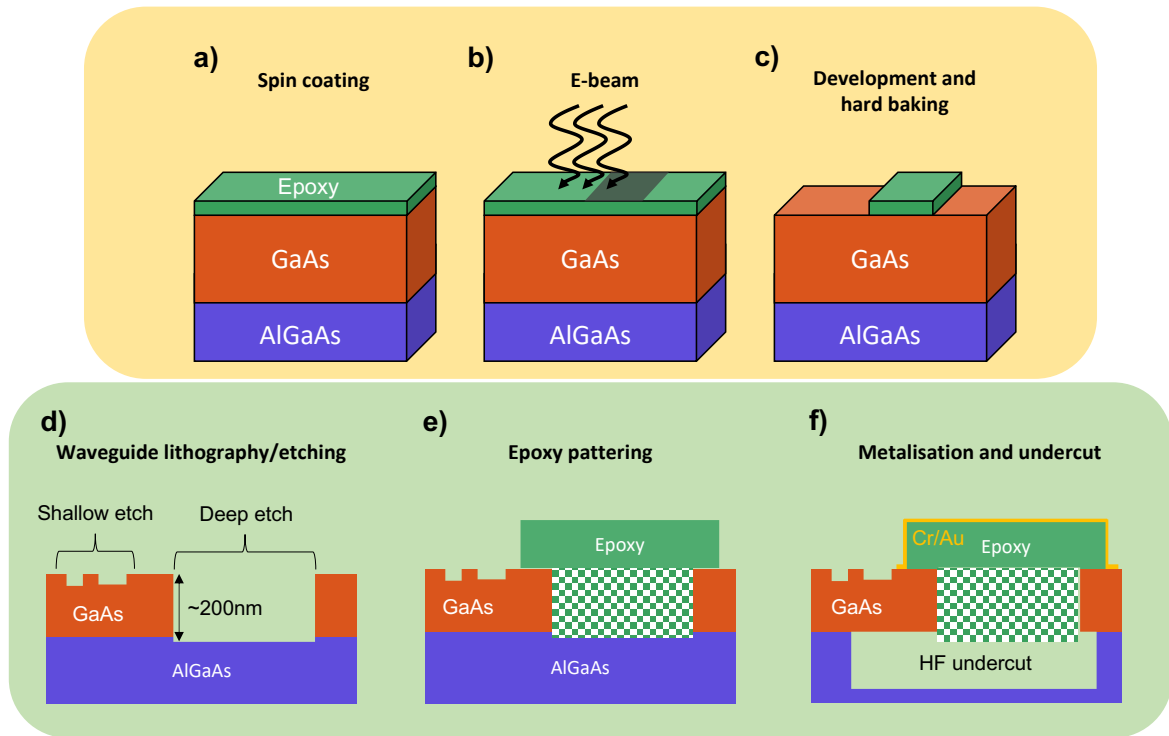 a)
Spin coating
Epoxy
GaAs
AlGaAs
b)
E-beam
GaAs
AlGaAs
c)
Development and
hard baking
GaAs
AlGaAs
d)
Waveguide lithography/etching
Shallow etch
Deep etch
GaAs
~200nm
AlGaAs
e)
Epoxy pattering
Epoxy
GaAs
AlGaAs
f)
Metalisation and undercut
Cr/Au
Epoxy
GaAs
HF undercut